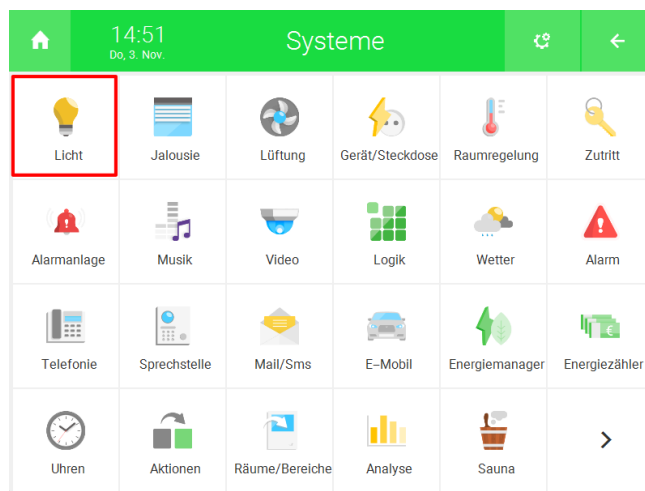 14:51
Do, 3. Nov.
Systeme
Licht
Jalousie
Lüftung
Gerät/Steckdose
Raumregelung
Zutritt
Alarmanlage
Musik
Video
Logik
Wetter
Alarm
Telefonie
Sprechstelle
Mail/Sms
E–Mobil
Energiemanager
Energiezähler
Uhren
Aktionen
Räume/Bereiche
Analyse
Sauna